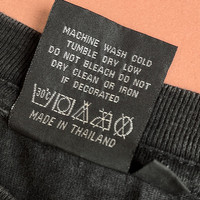 MACHINE WASH COLD
TUMBLE DRY LOW
DO NOT BLEACH DO NOT
DRY CLEAN OR IRON
IF DECORATED
30°C
MADE IN THAILAND